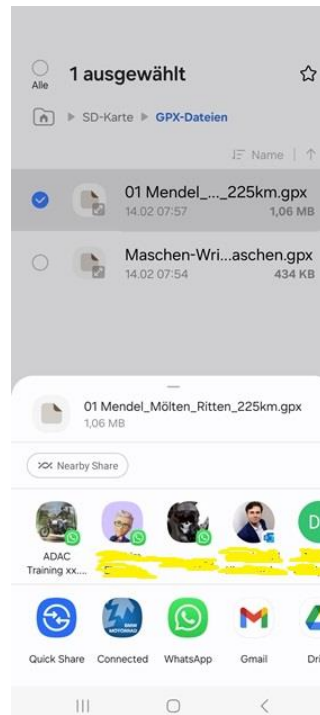 Alle
1 ausgewählt
SD-Karte GPX-Dateien
Name
01 Mendel_..._225km.gpx
14.02 07:57 1,06 MB
Maschen-Wri...aschen.gpx
14.02 07:54 434 KB
01 Mendel_Mölten_Ritten_225km.gpx
1,06 MB
Nearby Share
D
ADAC
Training xx....
BMW
MOTORRAD
Quick Share Connected WhatsApp Gmail Dri